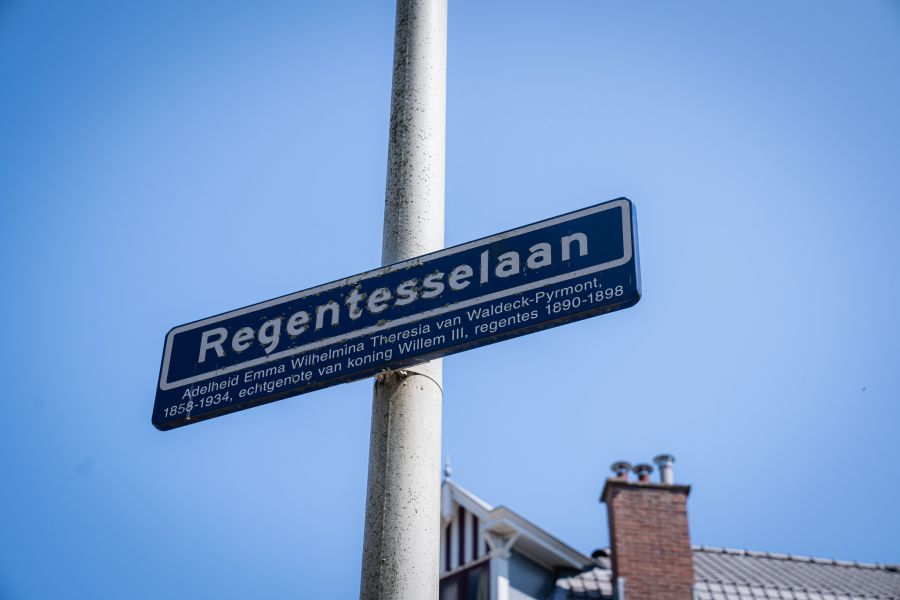 Regentesselaan
Adelheid Emma Wilhelmina Theresia van Waldeck-Pyrmont,
1858-1934, echtgenote van koning Willem III, regentes 1890-1898